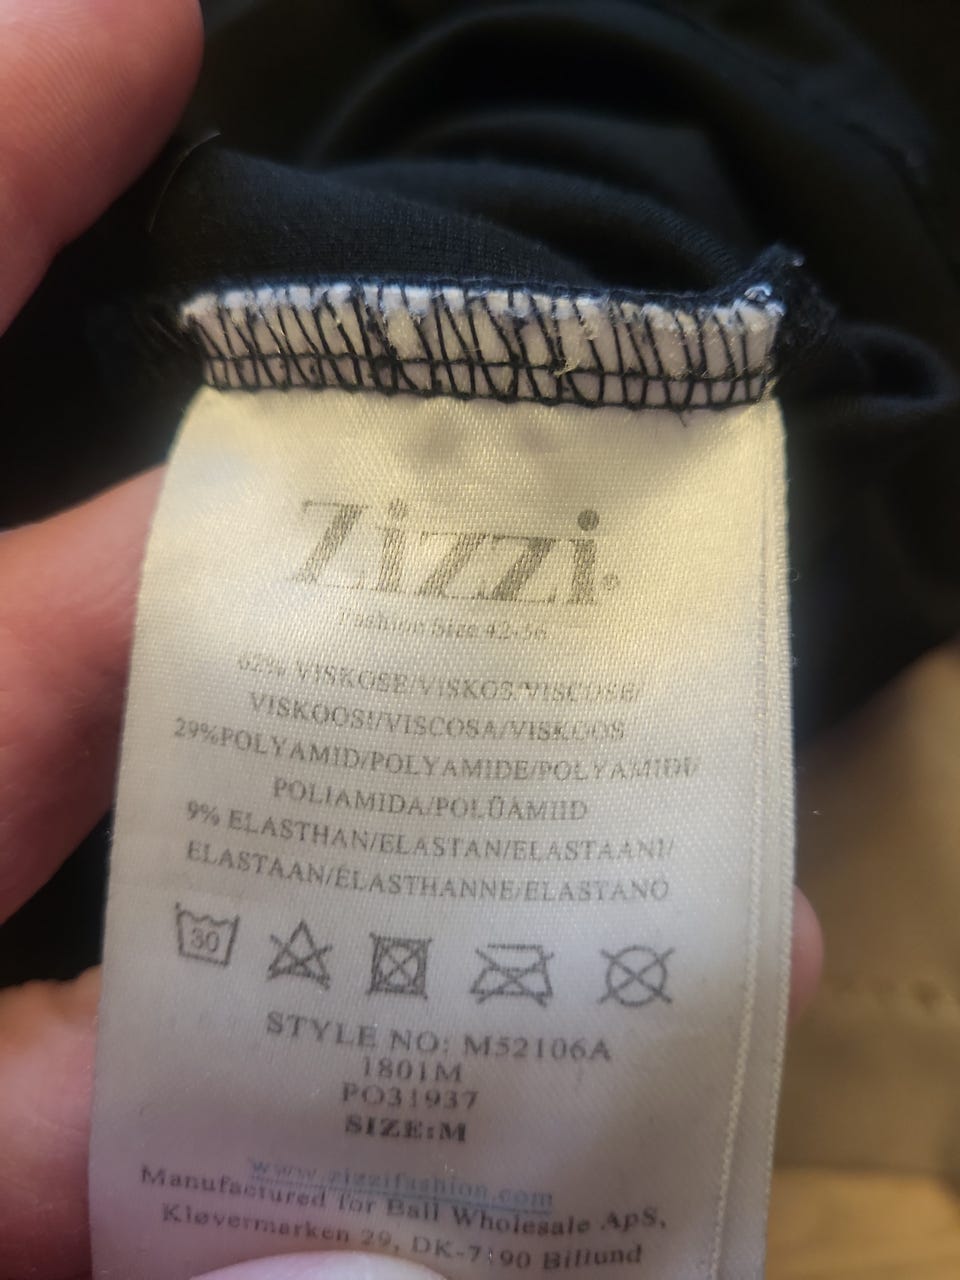 Zizzi
Fashion Size 42-56
62% VISKOSE/VISKOS/VISCOSE/
VISKOOSI/VISCOSA/VISKOOS
29%POLYAMID/POLYAMIDE/POLYAMIDI/
POLIAMIDA/POLÜAMIID
9% ELASTHAN/ELASTAN/ELASTAANI/
ELASTAAN/ÉLASTHANNE/ELASTANO
30
STYLE NO: M52106A
1801M
PO31937
SIZE:M
www.zizzifashion.com
Manufactured for Ball Wholesale ApS,
Kløvermarken 29, DK-7190 Billund